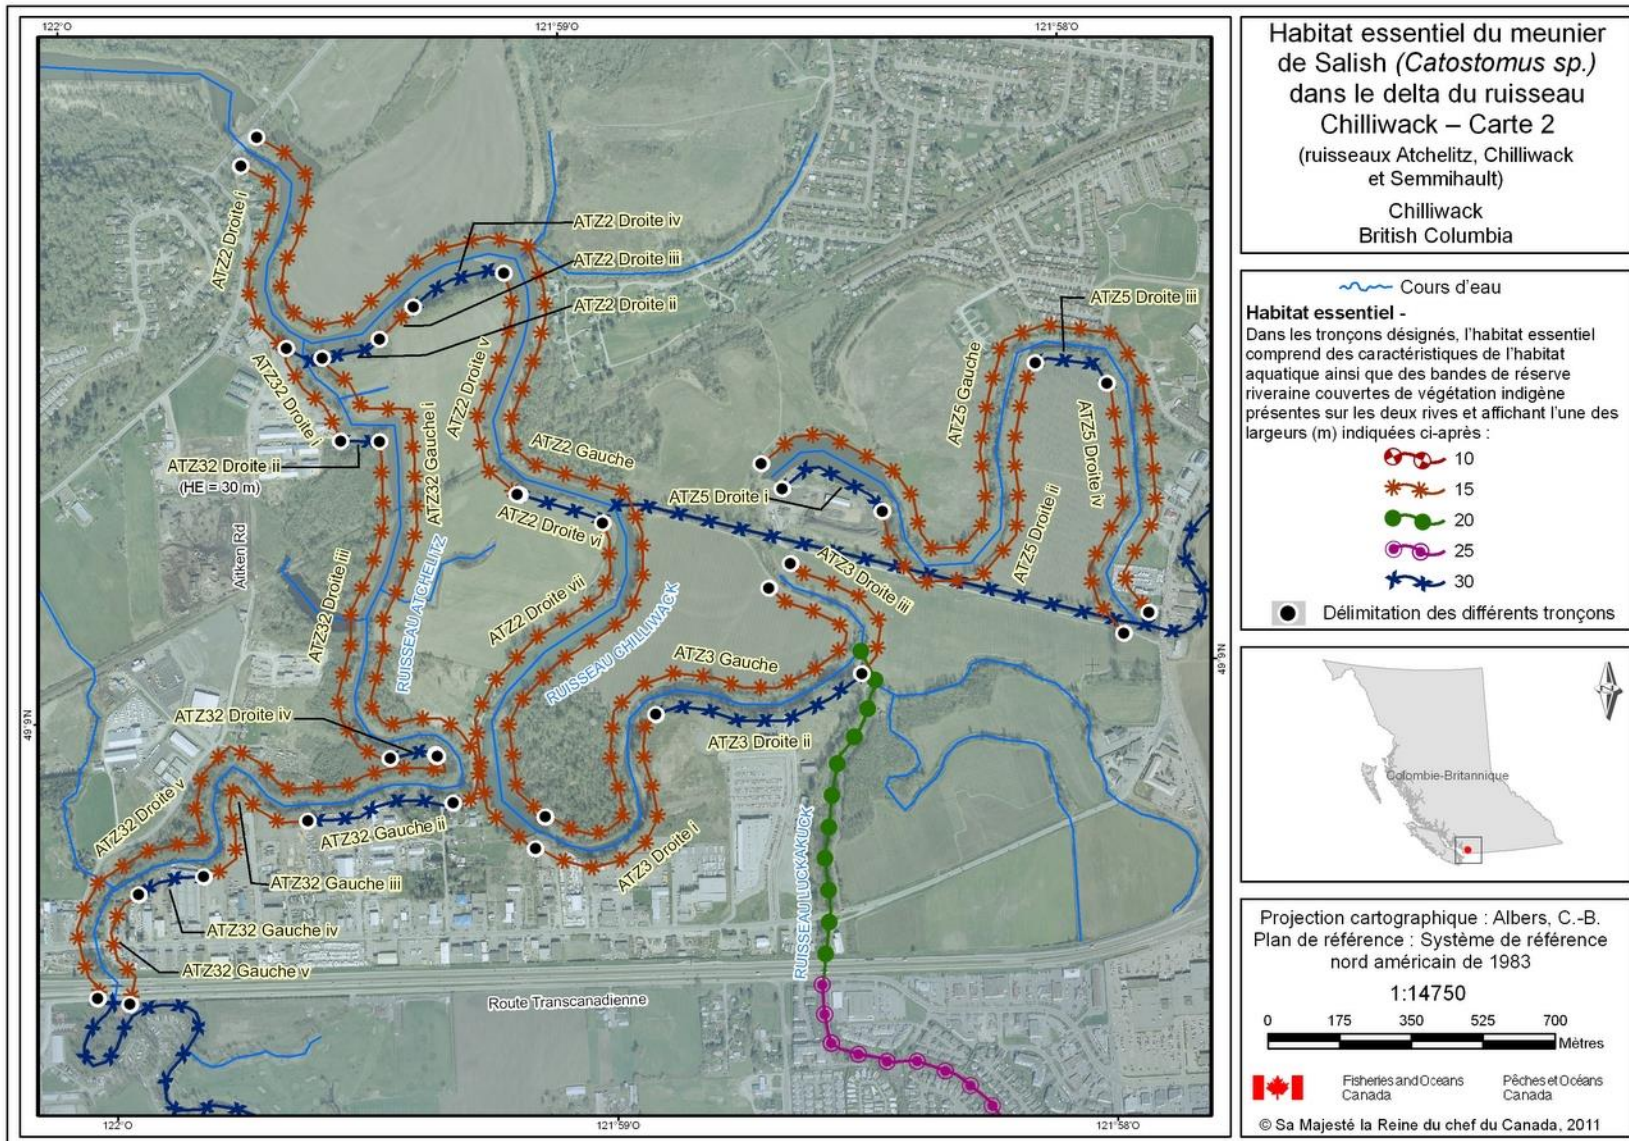 122°O
121°59'O
121°58'O
Habitat essentiel du meunier
de Salish (Catostomus sp.)
dans le delta du ruisseau
Chilliwack – Carte 2
(ruisseaux Atchelitz, Chilliwack
et Semmihault)
Chilliwack
British Columbia
Cours d'eau
Habitat essentiel -
Dans les tronçons désignés, l'habitat essentiel
comprend des caractéristiques de l'habitat
aquatique ainsi que des bandes de réserve
riveraine couvertes de végétation indigène
présentes sur les deux rives et affichant l'une des
largeurs (m) indiquées ci-après :
10
15
20
25
30
Délimitation des différents tronçons
Colombie-Britannique
Projection cartographique : Albers, C.-B.
Plan de référence : Système de référence
nord américain de 1983
1:14750
0 175 350 525 700
Mètres
Fisheries and Oceans
Canada
Pêches et Océans
Canada
© Sa Majesté la Reine du chef du Canada, 2011
ATZ2 Droite i
ATZ2 Droite iv
ATZ2 Droite iii
ATZ2 Droite ii
ATZ2 Droite v
ATZ32 Droite i
ATZ32 Droite ii
(HE = 30 m)
ATZ32 Gauche i
ATZ2 Gauche
ATZ2 Droite vi
ATZ5 Droite i
ATZ5 Gauche
ATZ5 Droite iii
ATZ5 Droite iv
ATZ5 Droite ii
Aitken Rd
ATZ32 Droite iii
RUISSEAU ATCHELITZ
ATZ2 Droite vii
RUISSEAU CHILLIWACK
ATZ3 Droite iii
ATZ3 Gauche
ATZ32 Droite iv
ATZ3 Droite ii
ATZ32 Droite v
ATZ32 Gauche ii
ATZ3 Droite i
ATZ32 Gauche iii
ATZ32 Gauche iv
ATZ32 Gauche v
RUISSEAU LUCKAKUCK
Route Transcanadienne
49°9'N
49°9'N
122°O
121°59'O
121°58'O